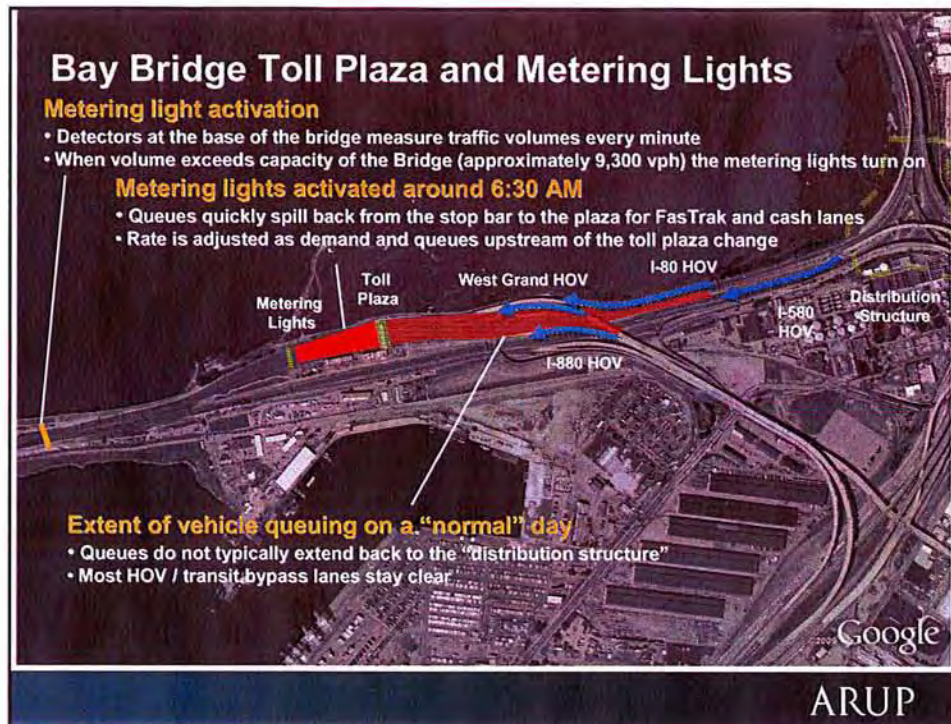 Bay Bridge Toll Plaza and Metering Lights
Metering light activation
• Detectors at the base of the bridge measure traffic volumes every minute
• When volume exceeds capacity of the Bridge (approximately 9,300 vph) the metering lights turn on
Metering lights activated around 6:30 AM
• Queues quickly spill back from the stop bar to the plaza for FasTrak and cash lanes
• Rate is adjusted as demand and queues upstream of the toll plaza change
West Grand HOV
I-80 HOV
Metering
Lights
Toll
Plaza
I-580
HOV
Distribution
Structure
I-880 HOV
Extent of vehicle queuing on a "normal" day
• Queues do not typically extend back to the "distribution structure"
• Most HOV / transit bypass lanes stay clear
©2009 Google
ARUP